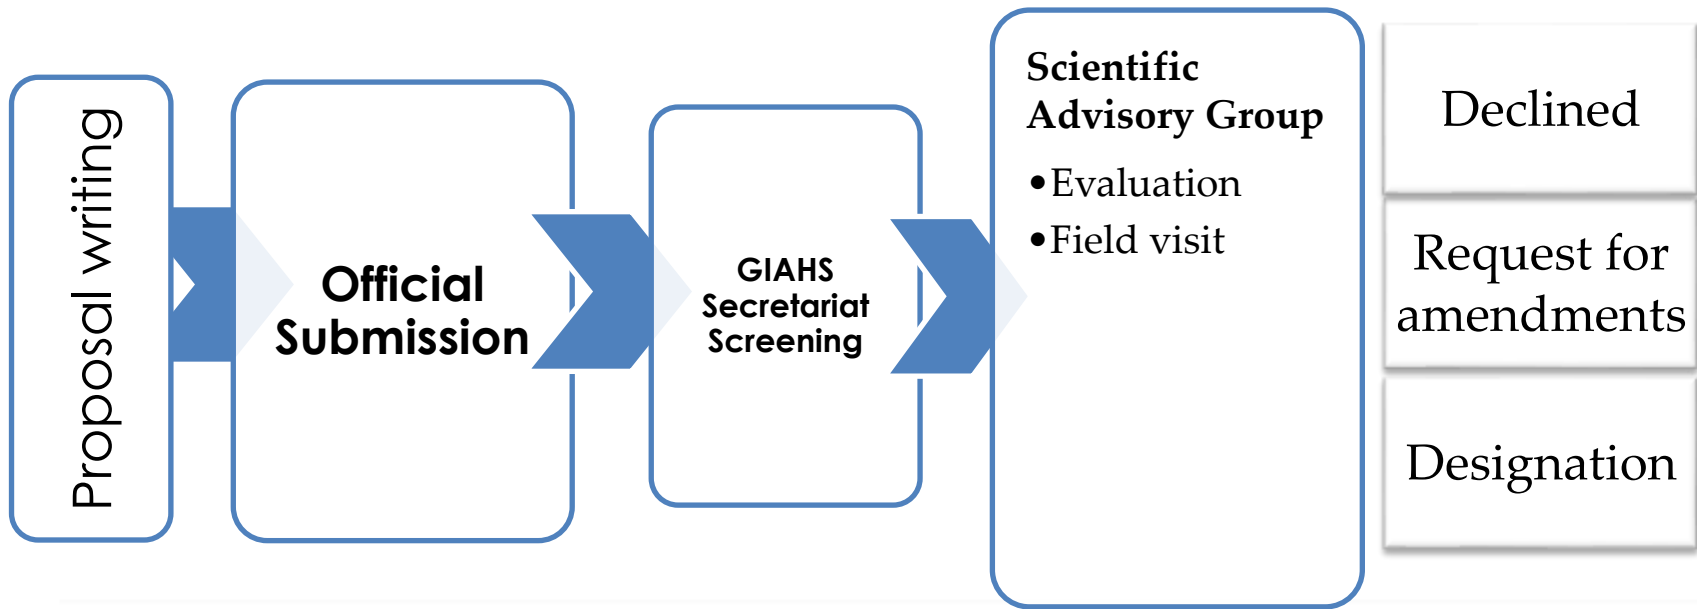 Proposal writing
Official
Submission
GIAHS
Secretariat
Screening
Scientific
Advisory Group
•Evaluation
•Field visit
Declined
Request for
amendments
Designation